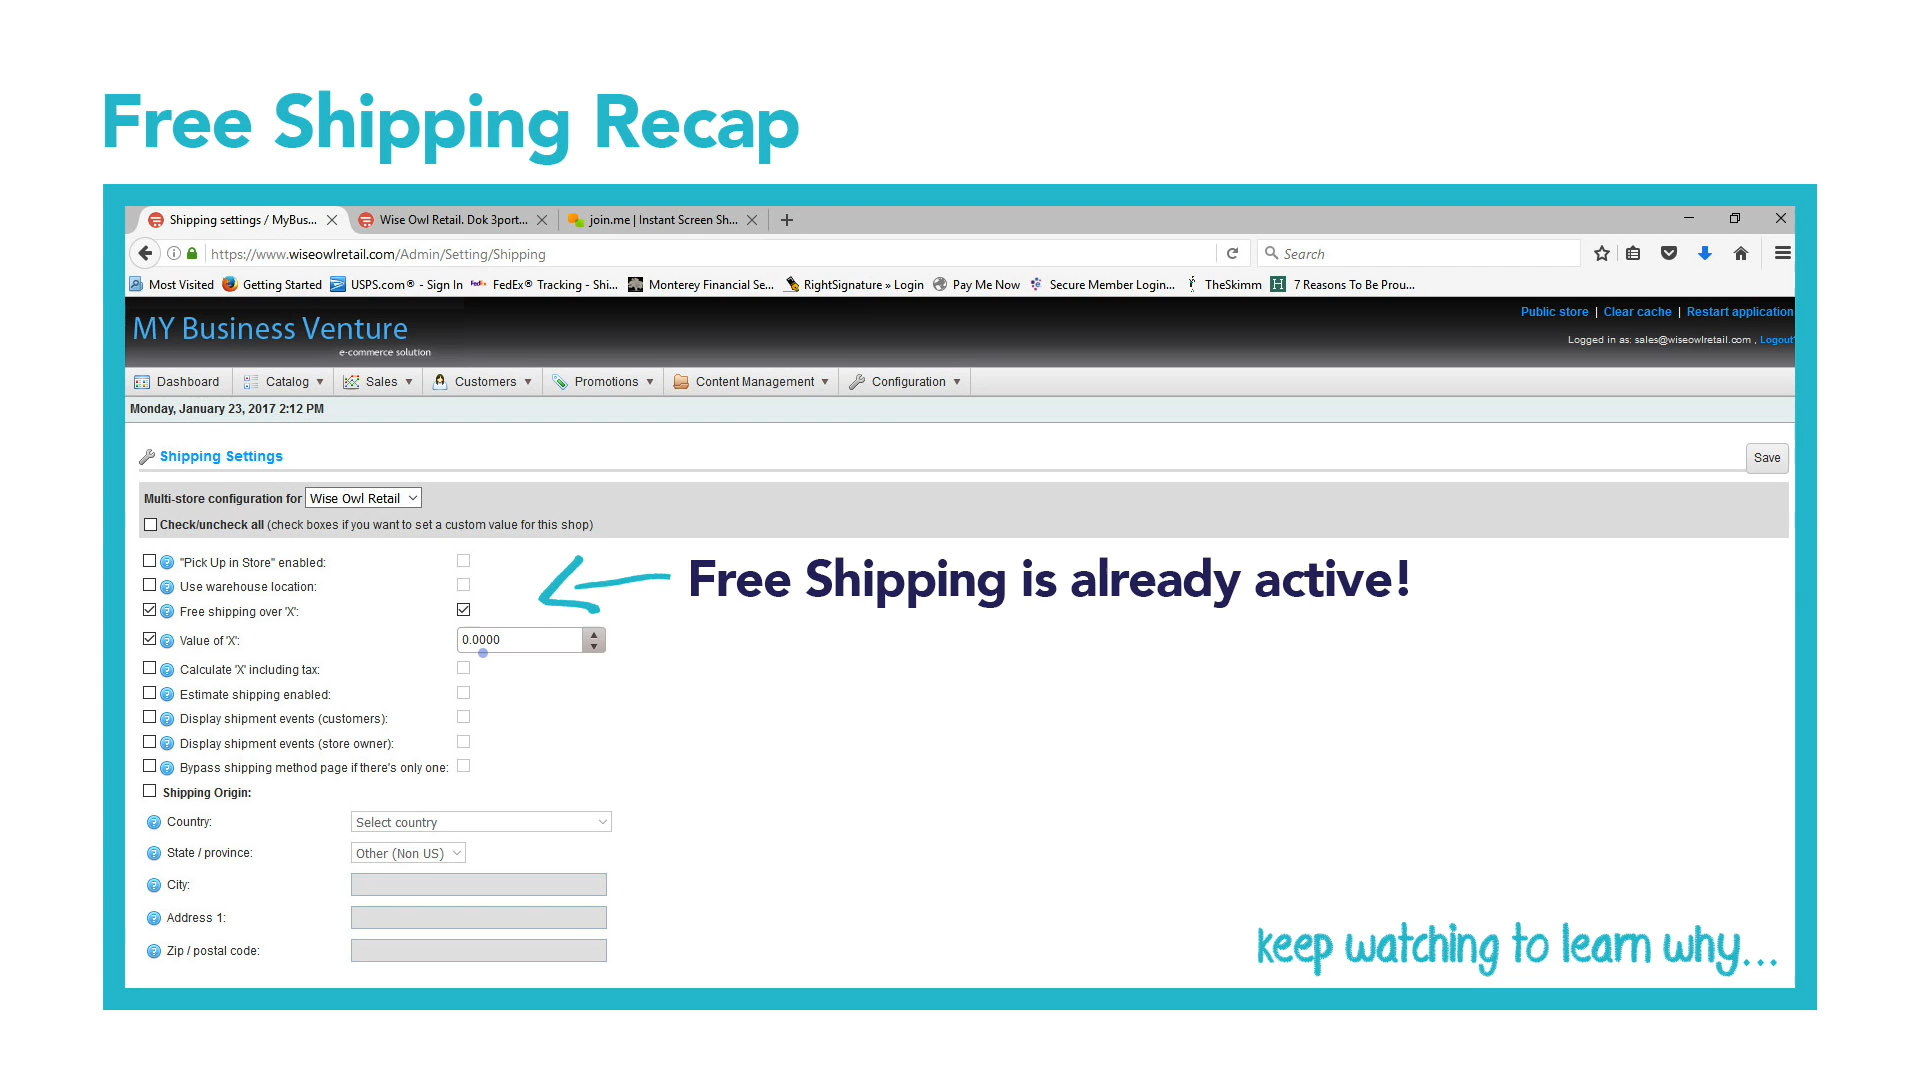 Free Shipping Recap
Shipping settings / MyBus... Wise Owl Retail. Dok 3port... join.me | Instant Screen Sh...
https://www.wiseowlretail.com/Admin/Setting/Shipping Search
Most Visited Getting Started USPS.com® - Sign In FedEx FedEx® Tracking - Shi... Monterey Financial Se... RightSignature » Login Pay Me Now Secure Member Login... TheSkimm H 7 Reasons To Be Prou...
Public store | Clear cache | Restart application
MY Business Venture
e-commerce solution
Logged in as: sales@wiseowlretail.com , Logout?
Dashboard Catalog Sales Customers Promotions Content Management Configuration
Monday, January 23, 2017 2:12 PM
Shipping Settings Save
Multi-store configuration for Wise Owl Retail
Check/uncheck all (check boxes if you want to set a custom value for this shop)
"Pick Up in Store" enabled:
Free Shipping is already active!
Use warehouse location:
Free shipping over 'X':
Value of 'X': 0.0000
Calculate 'X' including tax:
Estimate shipping enabled:
Display shipment events (customers):
Display shipment events (store owner):
Bypass shipping method page if there's only one:
Shipping Origin:
Country: Select country
State / province: Other (Non US)
City:
Address 1:
Zip / postal code:
keep watching to learn why...